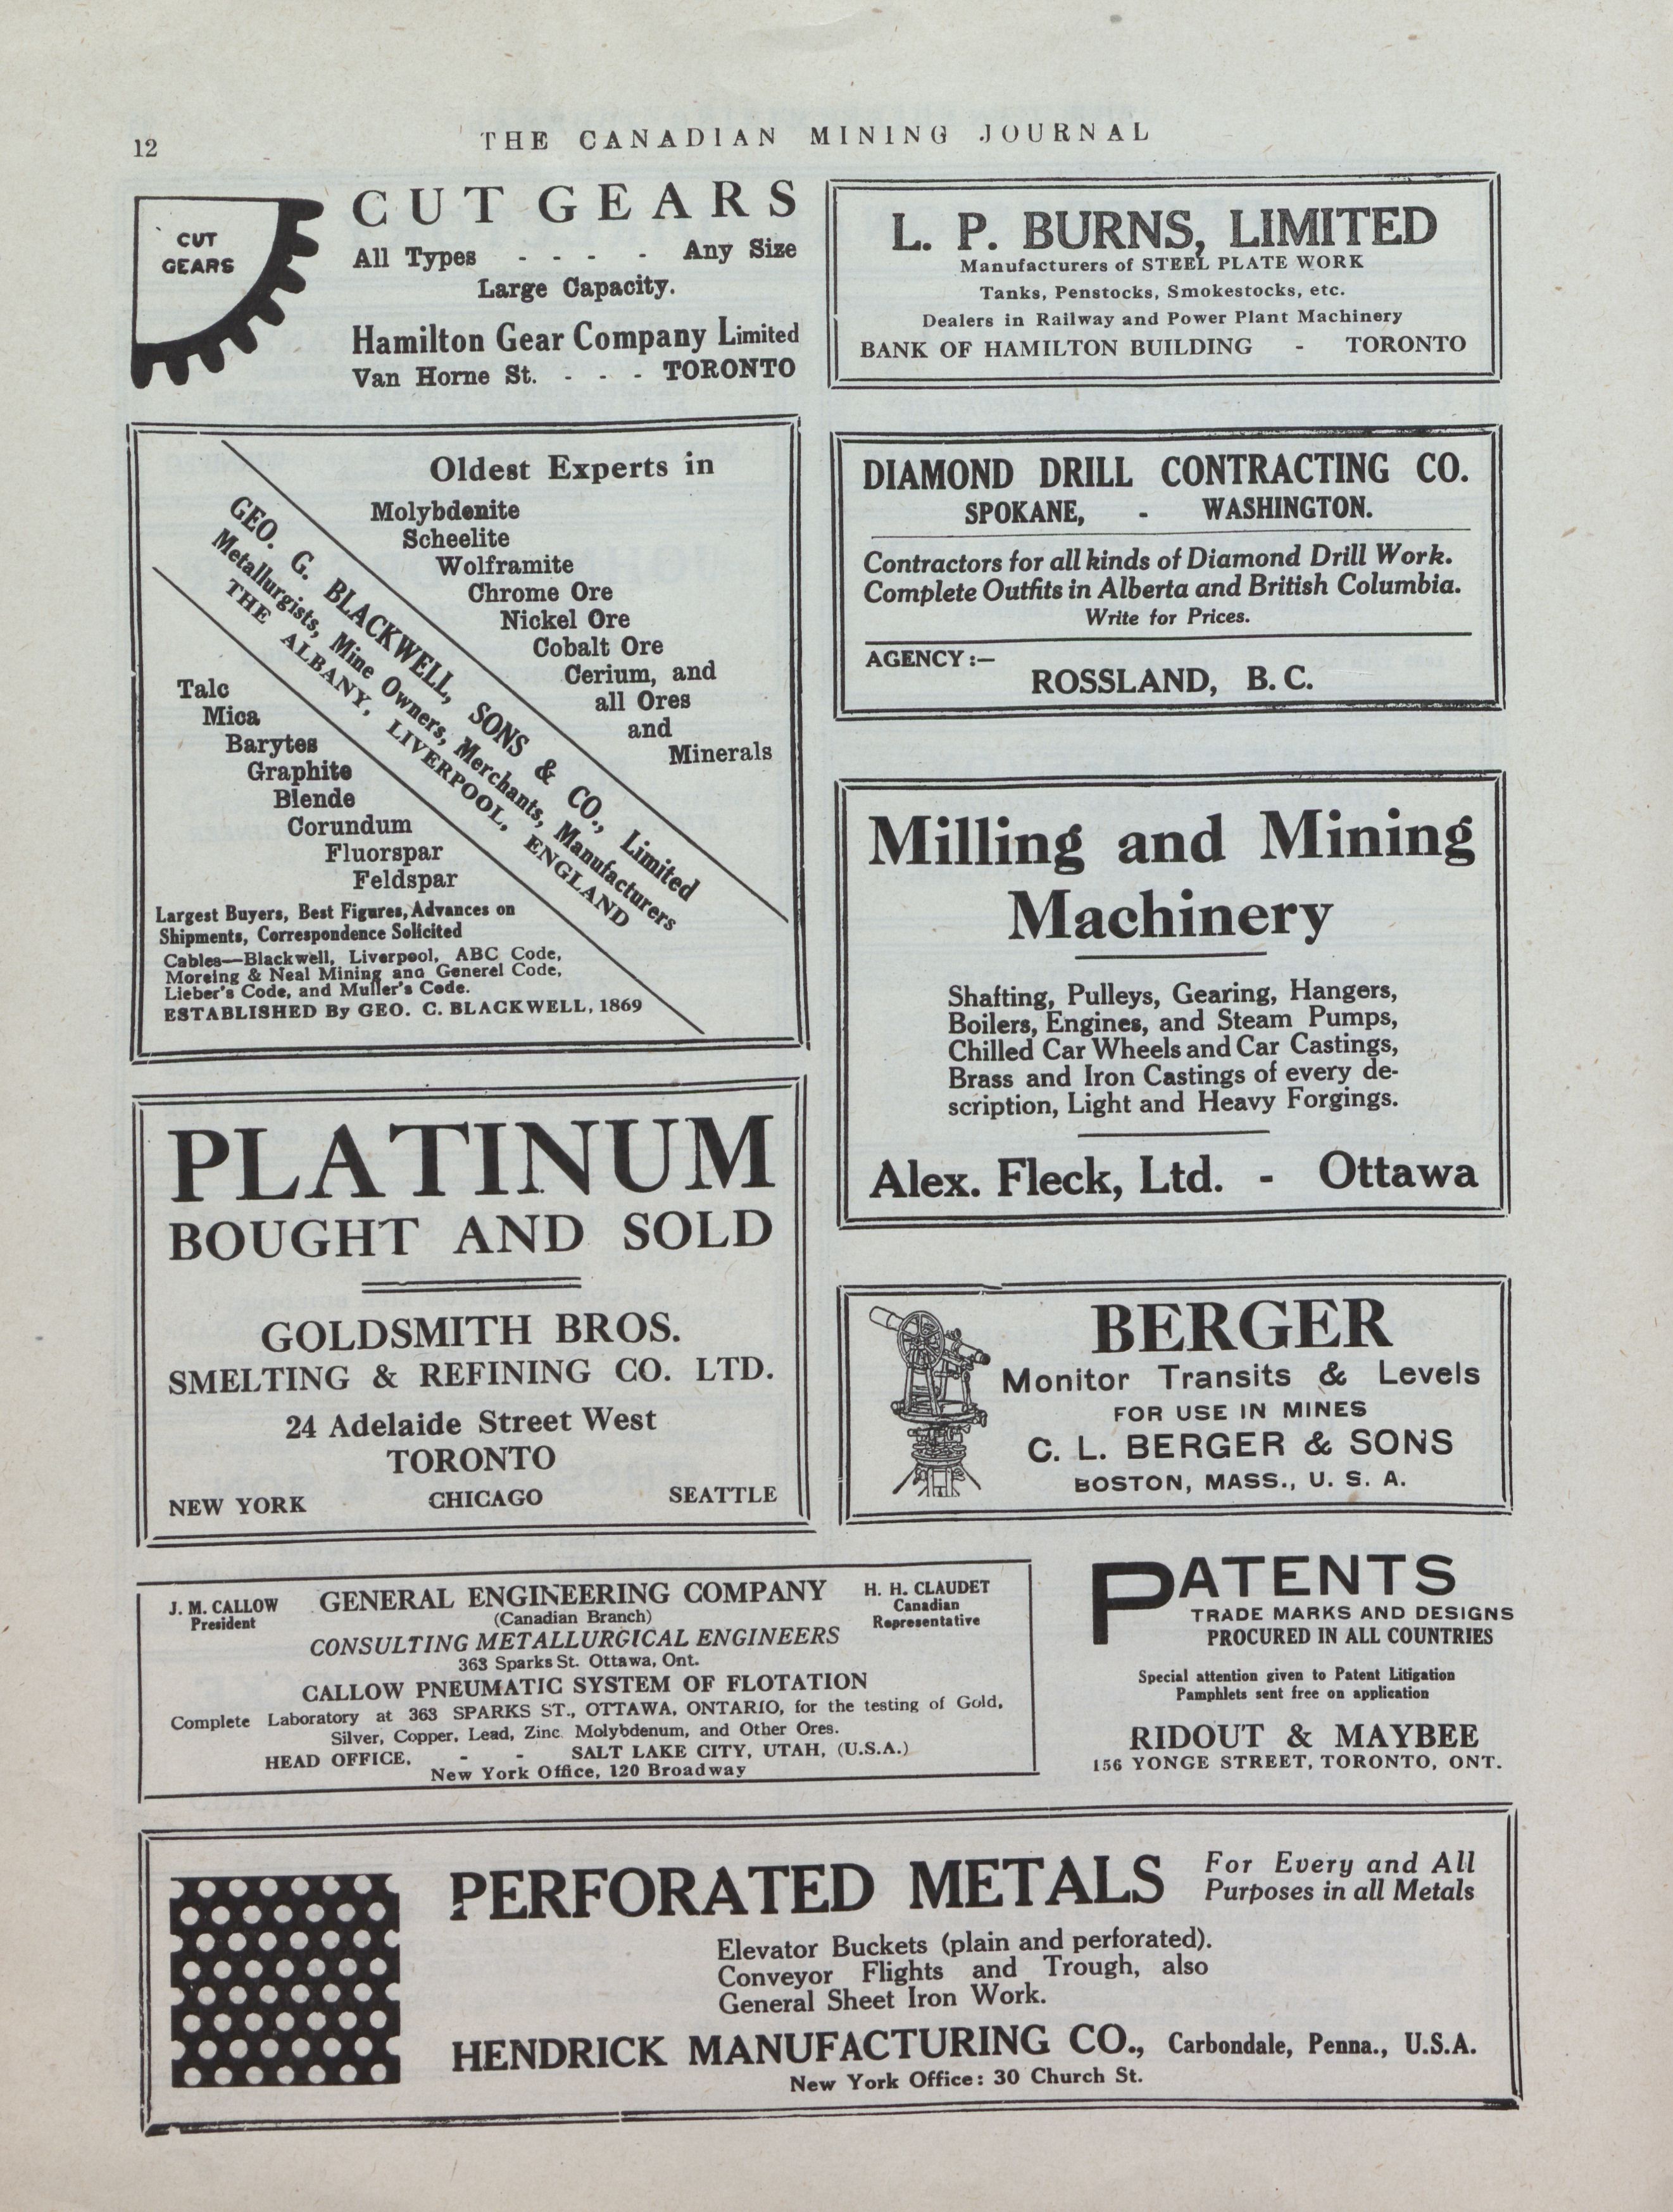 12
THE CANADIAN MINING JOURNAL
CUT
GEARS
CUT GEARS
All Types - - - - Any Size
Large Capacity.
Hamilton Gear Company Limited
Van Horne St. - - - TORONTO
L. P. BURNS, LIMITED
Manufacturers of STEEL PLATE WORK
Tanks, Penstocks, Smokestocks, etc.
Dealers in Railway and Power Plant Machinery
BANK OF HAMILTON BUILDING - TORONTO
Oldest Experts in
Molybdenite
Scheelite
Wolframite
Chrome Ore
Nickel Ore
Cobalt Ore
Cerium, and
all Ores
and
Minerals
GEO. G. BLACKWELL, SONS & CO., Limited
Metallurgists, Mine Owners, Merchants, Manufacturers
THE ALBANY, LIVERPOOL, ENGLAND
Talc
Mica
Barytes
Graphite
Blende
Corundum
Fluorspar
Feldspar
Largest Buyers, Best Figures, Advances on
Shipments, Correspondence Solicited
Cables—Blackwell, Liverpool, ABC Code,
Moreing & Neal Mining and Generel Code,
Lieber's Code, and Muller's Code.
ESTABLISHED By GEO. C. BLACKWELL, 1869
DIAMOND DRILL CONTRACTING CO.
SPOKANE, - WASHINGTON.
Contractors for all kinds of Diamond Drill Work.
Complete Outfits in Alberta and British Columbia.
Write for Prices.
AGENCY:—
ROSSLAND, B. C.
Milling and Mining
Machinery
Shafting, Pulleys, Gearing, Hangers,
Boilers, Engines, and Steam Pumps,
Chilled Car Wheels and Car Castings,
Brass and Iron Castings of every de-
scription, Light and Heavy Forgings.
Alex. Fleck, Ltd. - Ottawa
PLATINUM
BOUGHT AND SOLD
GOLDSMITH BROS.
SMELTING & REFINING CO. LTD.
24 Adelaide Street West
TORONTO
NEW YORK CHICAGO SEATTLE
BERGER
Monitor Transits & Levels
FOR USE IN MINES
C. L. BERGER & SONS
BOSTON, MASS., U. S. A.
J. M. CALLOW
President
GENERAL ENGINEERING COMPANY
(Canadian Branch)
H. H. CLAUDET
Canadian
Representative
CONSULTING METALLURGICAL ENGINEERS
363 Sparks St. Ottawa, Ont.
CALLOW PNEUMATIC SYSTEM OF FLOTATION
Complete Laboratory at 363 SPARKS ST., OTTAWA, ONTARIO, for the testing of Gold,
Silver, Copper, Lead, Zinc. Molybdenum, and Other Ores.
HEAD OFFICE, - - SALT LAKE CITY, UTAH, (U.S.A.)
New York Office, 120 Broadway
PATENTS
TRADE MARKS AND DESIGNS
PROCURED IN ALL COUNTRIES
Special attention given to Patent Litigation
Pamphlets sent free on application
RIDOUT & MAYBEE
156 YONGE STREET, TORONTO, ONT.
PERFORATED METALS
For Every and All
Purposes in all Metals
Elevator Buckets (plain and perforated).
Conveyor Flights and Trough, also
General Sheet Iron Work.
HENDRICK MANUFACTURING CO., Carbondale, Penna., U.S.A.
New York Office: 30 Church St.